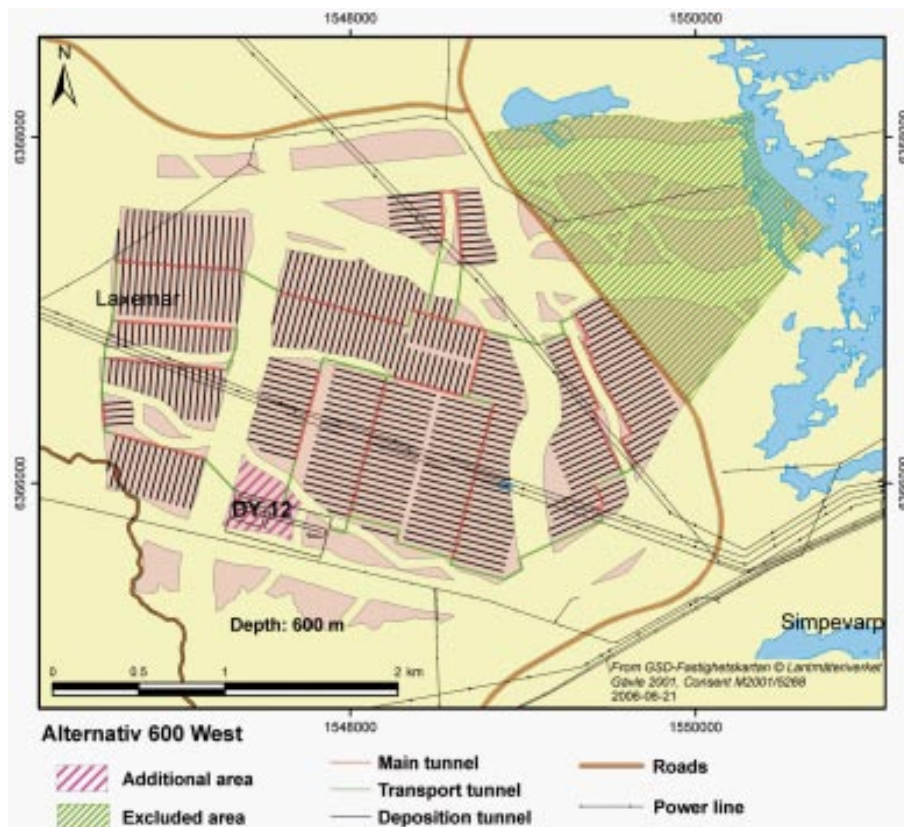 1548000 1550000
N
6368000 6368000
Laxemar
6366000 6366000
DY-12
Depth: 600 m
Simpevarp
0 0.5 1 2 km
From GSD-Fastighetskartan © Lantmäteriverket
Gävle 2001, Consent M2001/5268
2006-06-21
Alternativ 600 West
Additional area
Excluded area
Main tunnel
Transport tunnel
Deposition tunnel
Roads
Power line